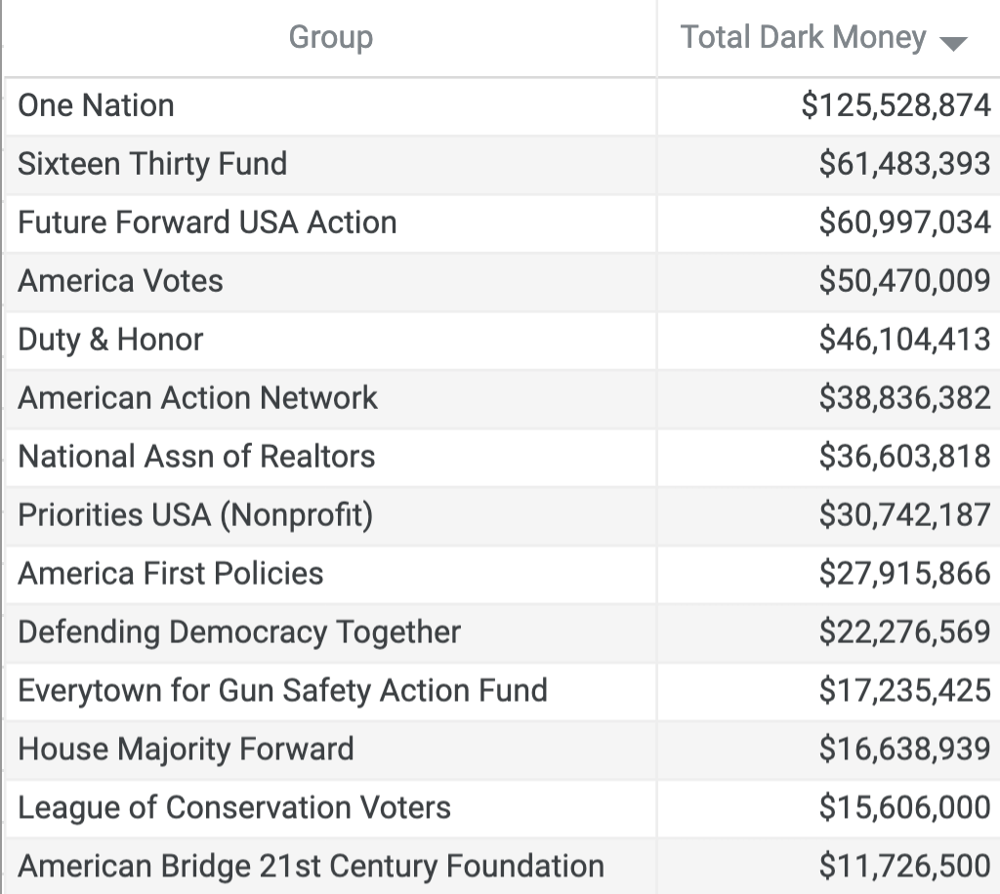 Group Total Dark Money
One Nation $125,528,874
Sixteen Thirty Fund $61,483,393
Future Forward USA Action $60,997,034
America Votes $50,470,009
Duty & Honor $46,104,413
American Action Network $38,836,382
National Assn of Realtors $36,603,818
Priorities USA (Nonprofit) $30,742,187
America First Policies $27,915,866
Defending Democracy Together $22,276,569
Everytown for Gun Safety Action Fund $17,235,425
House Majority Forward $16,638,939
League of Conservation Voters $15,606,000
American Bridge 21st Century Foundation $11,726,500